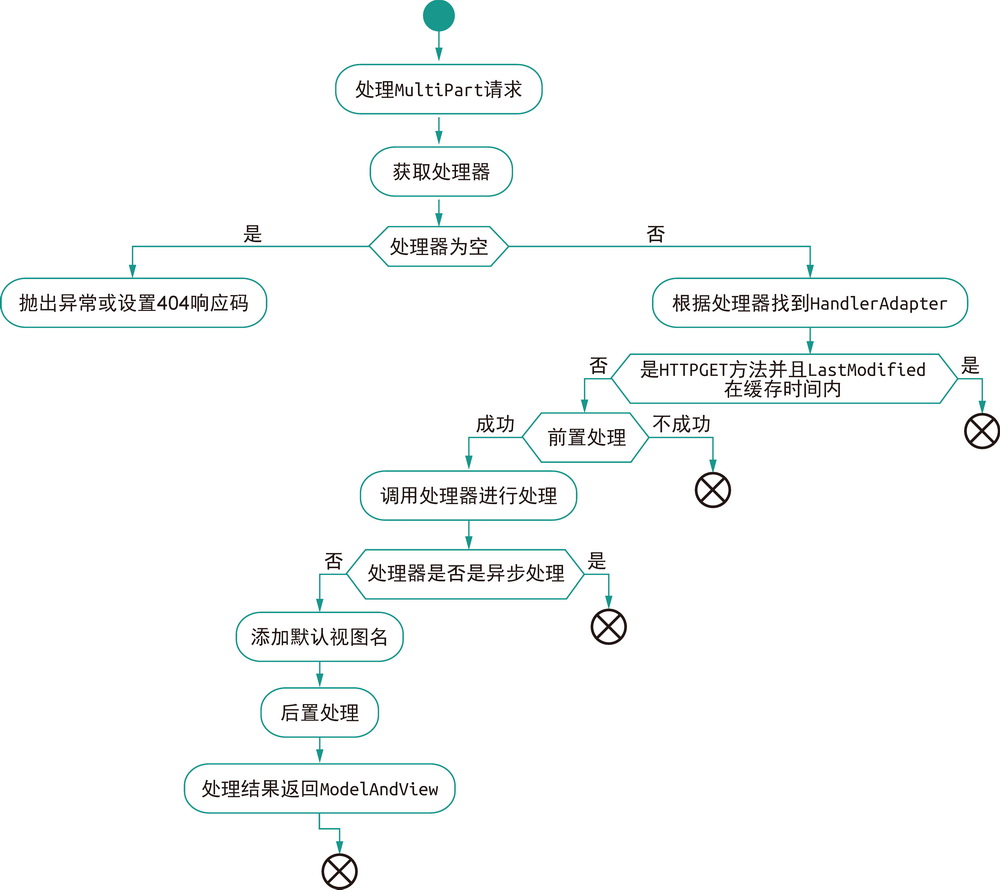 处理MultiPart请求
获取处理器
处理器为空
是
否
抛出异常或设置404响应码
根据处理器找到HandlerAdapter
是HTTPGET方法并且LastModified
在缓存时间内
否
是
前置处理
成功
不成功
调用处理器进行处理
处理器是否是异步处理
否
是
添加默认视图名
后置处理
处理结果返回ModelAndView